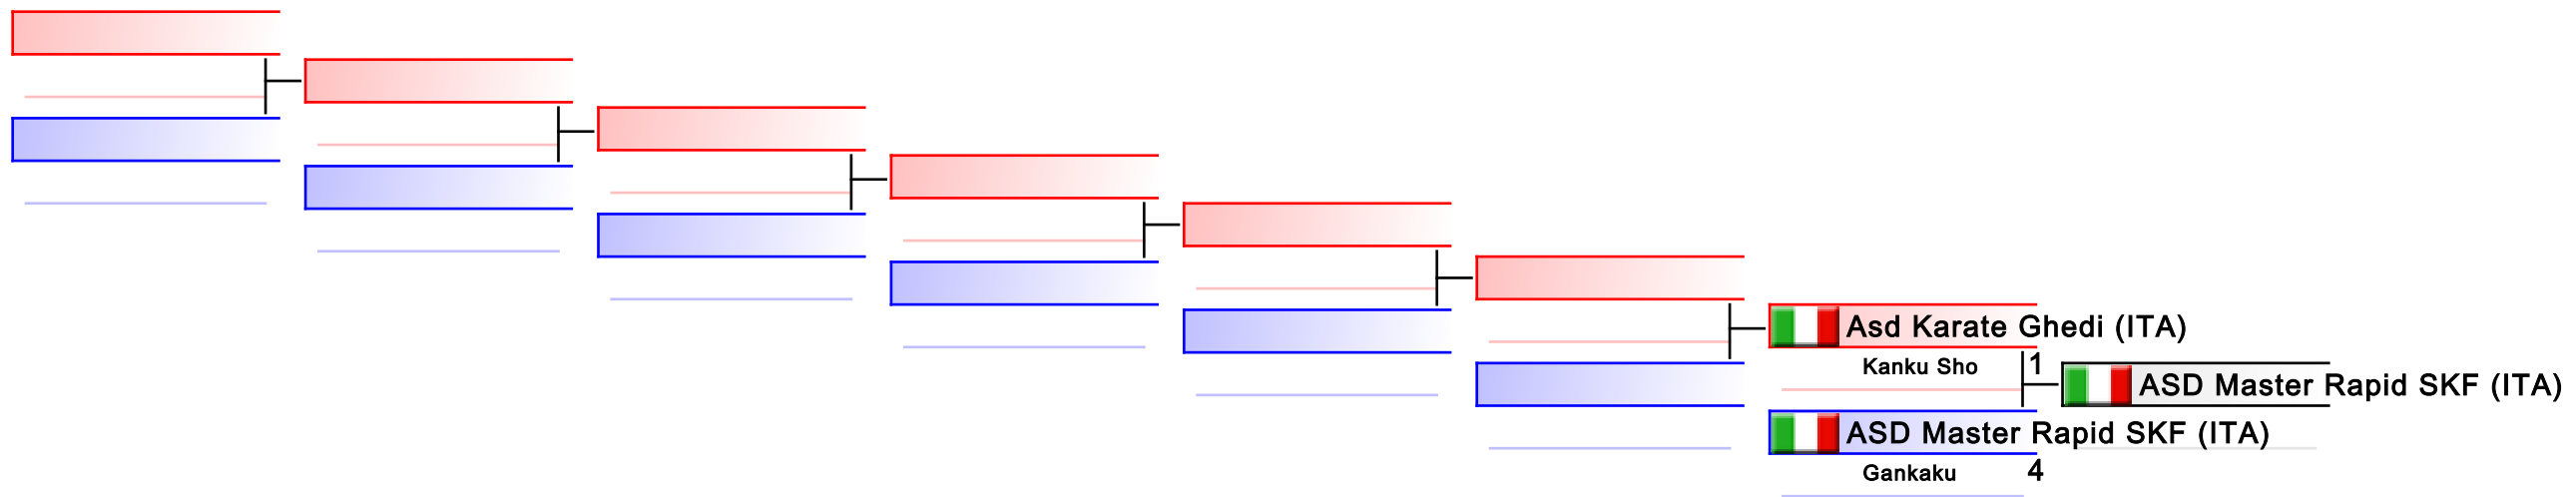 Asd Karate Ghedi (ITA)
Kanku Sho 1
ASD Master Rapid SKF (ITA)
ASD Master Rapid SKF (ITA)
Gankaku 4